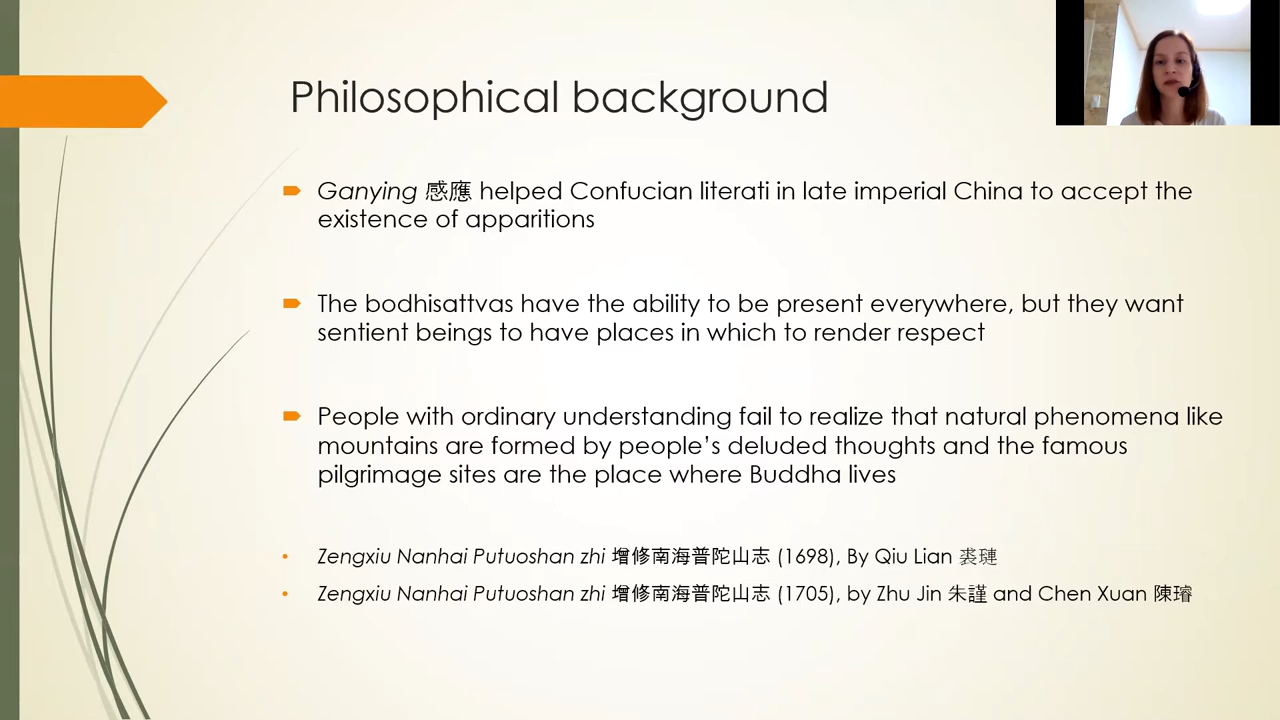 Philosophical background
Ganying 感應 helped Confucian literati in late imperial China to accept the
existence of apparitions
The bodhisattvas have the ability to be present everywhere, but they want
sentient beings to have places in which to render respect
People with ordinary understanding fail to realize that natural phenomena like
mountains are formed by people’s deluded thoughts and the famous
pilgrimage sites are the place where Buddha lives
Zengxiu Nanhai Putuoshan zhi 增修南海普陀山志 (1698), By Qiu Lian 裘璉
Zengxiu Nanhai Putuoshan zhi 增修南海普陀山志 (1705), by Zhu Jin 朱謹 and Chen Xuan 陳璿